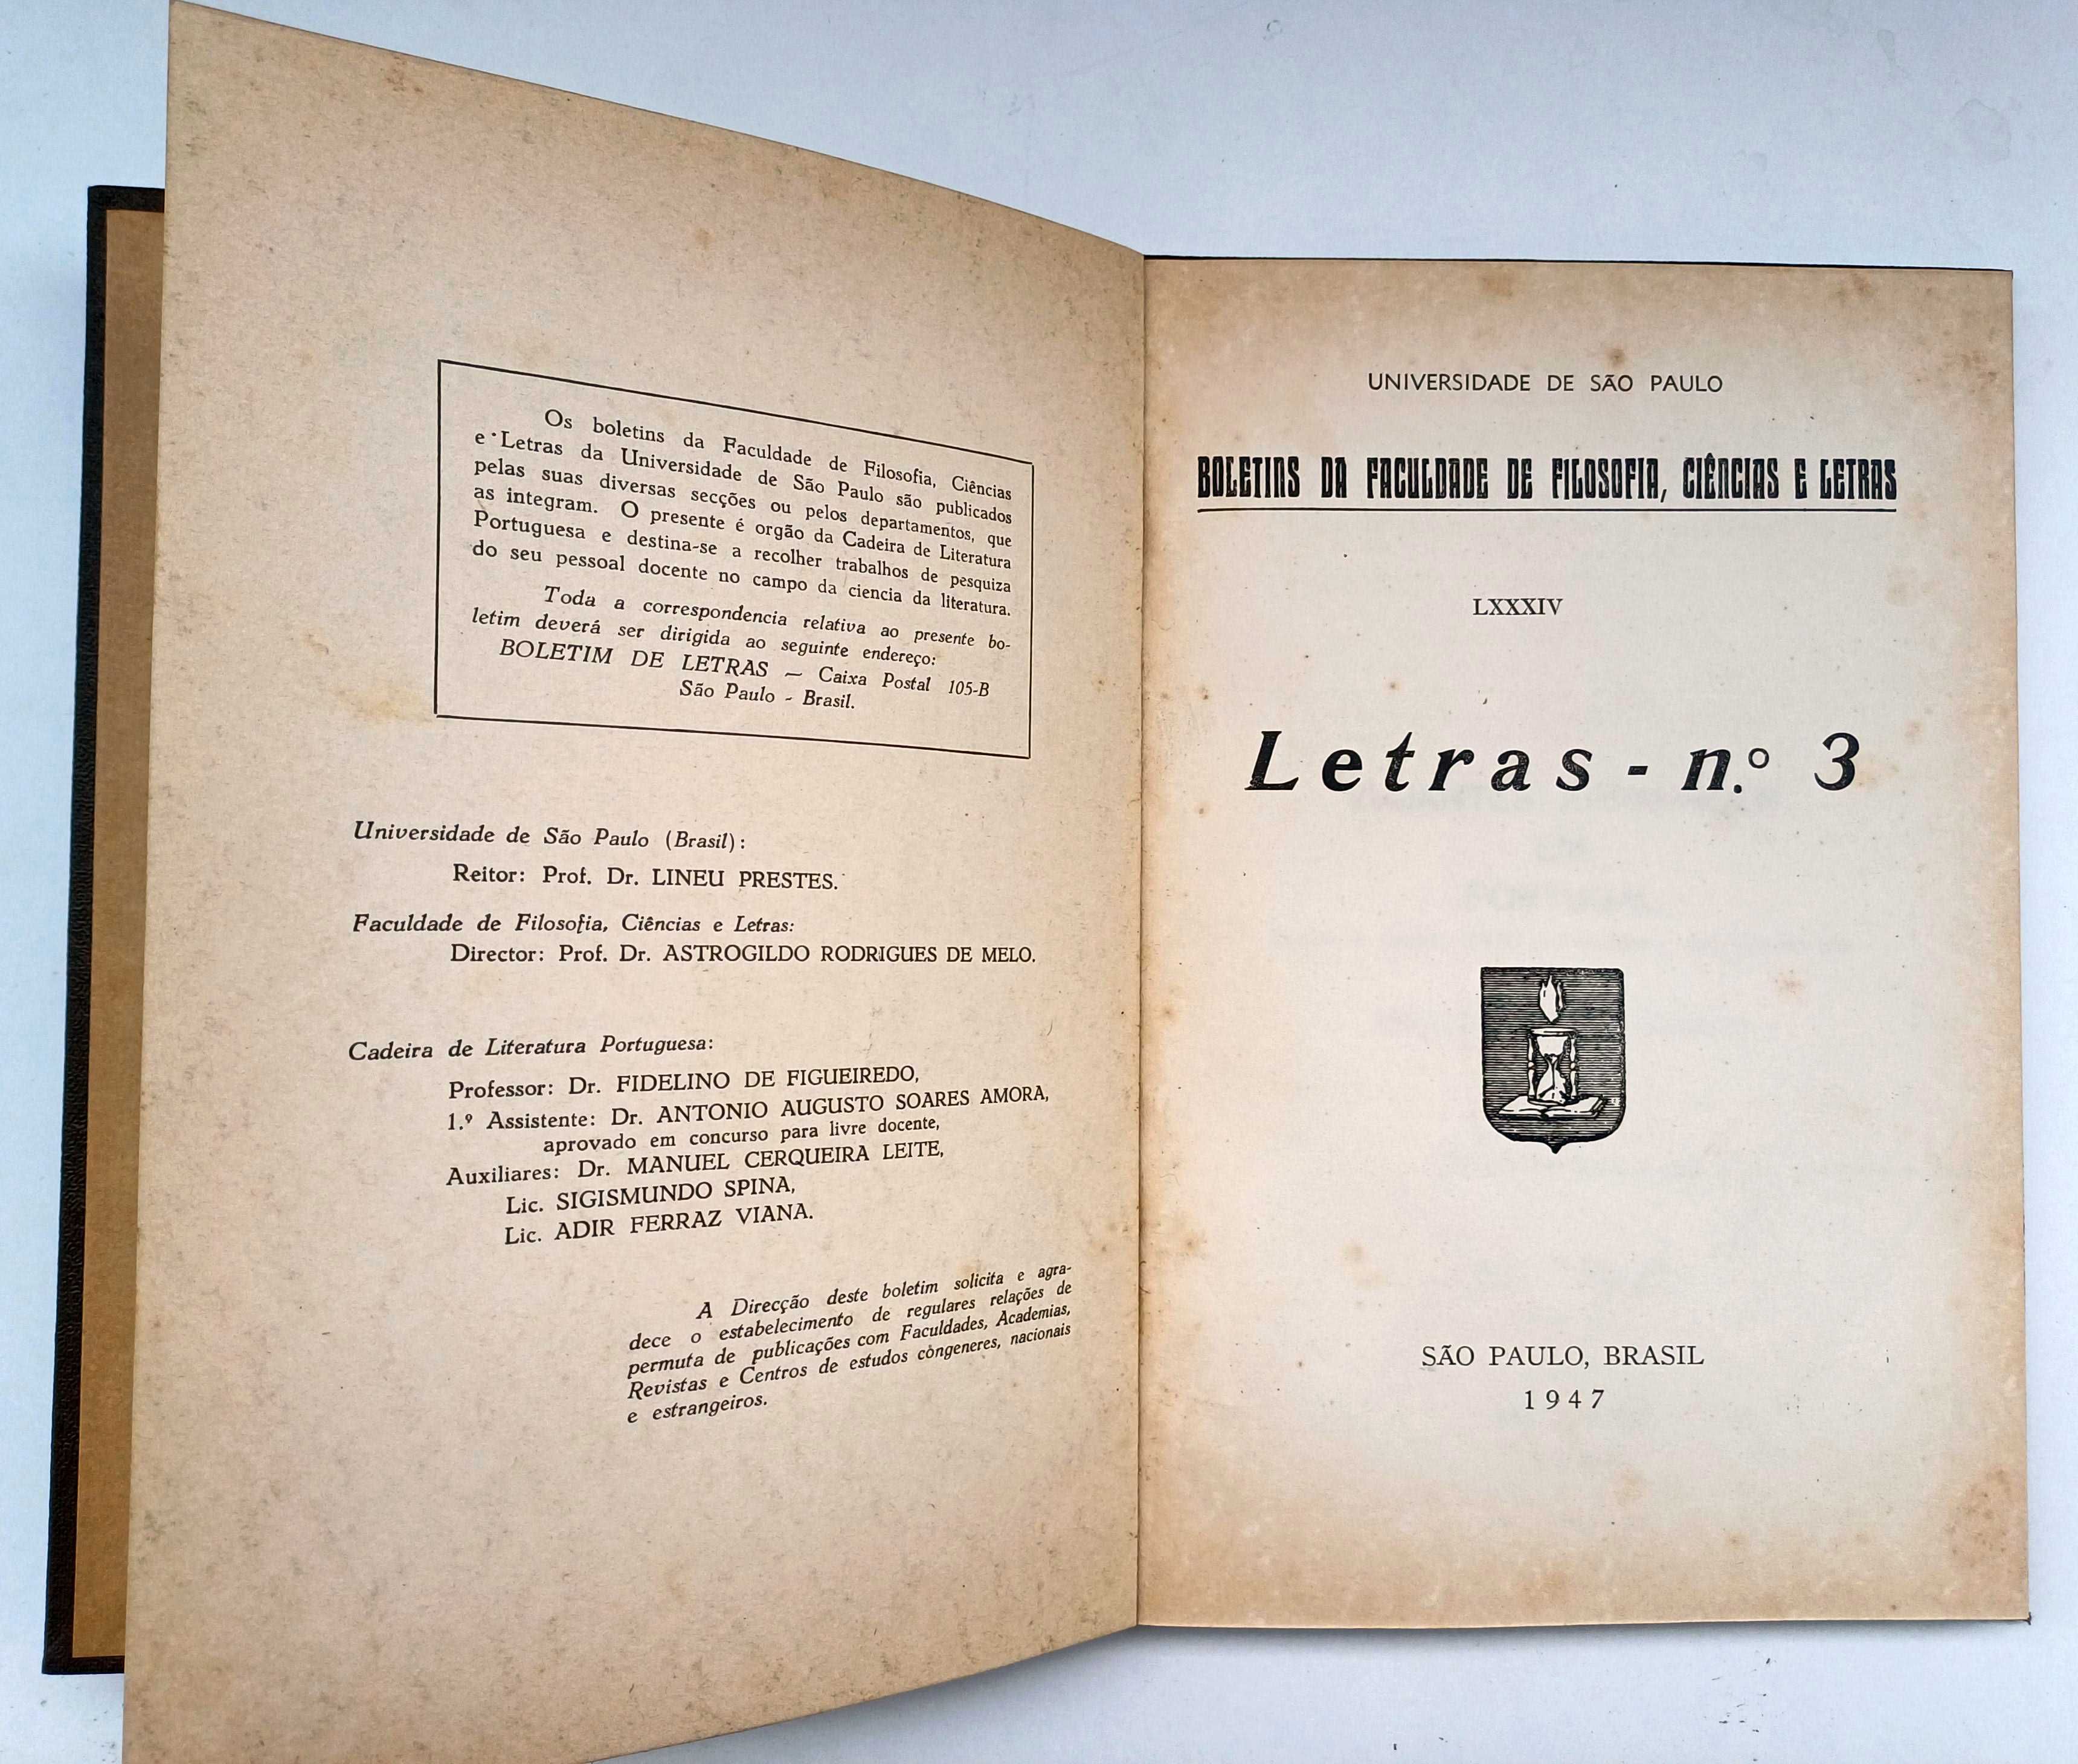 Os boletins da Faculdade de Filosofia, Ciências
e Letras da Universidade de São Paulo são publicados
pelas suas diversas secções ou pelos departamentos, que
as integram. O presente é orgão da Cadeira de Literatura
Portuguesa e destina-se a recolher trabalhos de pesquiza
do seu pessoal docente no campo da ciencia da literatura.
Toda a correspondencia relativa ao presente bo-
letim deverá ser dirigida ao seguinte endereço:
BOLETIM DE LETRAS — Caixa Postal 105-B
São Paulo - Brasil.
Universidade de São Paulo (Brasil):
Reitor: Prof. Dr. LINEU PRESTES.
Faculdade de Filosofia, Ciências e Letras:
Director: Prof. Dr. ASTROGILDO RODRIGUES DE MELO.
Cadeira de Literatura Portuguesa:
Professor: Dr. FIDELINO DE FIGUEIREDO,
1.º Assistente: Dr. ANTONIO AUGUSTO SOARES AMORA,
aprovado em concurso para livre docente,
Auxiliares: Dr. MANUEL CERQUEIRA LEITE,
Lic. SIGISMUNDO SPINA,
Lic. ADIR FERRAZ VIANA.
A Direcção deste boletim solicita e agra-
dece o estabelecimento de regulares relações de
permuta de publicações com Faculdades, Academias,
Revistas e Centros de estudos còngeneres, nacionais
e estrangeiros.
UNIVERSIDADE DE SÃO PAULO
BOLETINS DA FACULDADE DE FILOSOFIA, CIÊNCIAS E LETRAS
LXXXIV
Letras - n.º 3
SÃO PAULO, BRASIL
1947